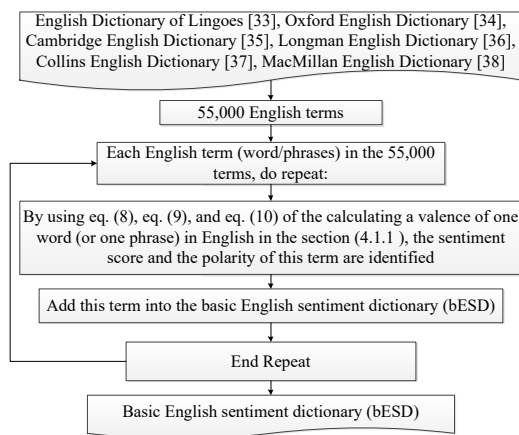 English Dictionary of Lingoes [33], Oxford English Dictionary [34],
Cambridge English Dictionary [35], Longman English Dictionary [36],
Collins English Dictionary [37], MacMillan English Dictionary [38]
55,000 English terms
Each English term (word/phrases) in the 55,000
terms, do repeat:
By using eq. (8), eq. (9), and eq. (10) of the calculating a valence of one
word (or one phrase) in English in the section (4.1.1 ), the sentiment
score and the polarity of this term are identified
Add this term into the basic English sentiment dictionary (bESD)
End Repeat
Basic English sentiment dictionary (bESD)